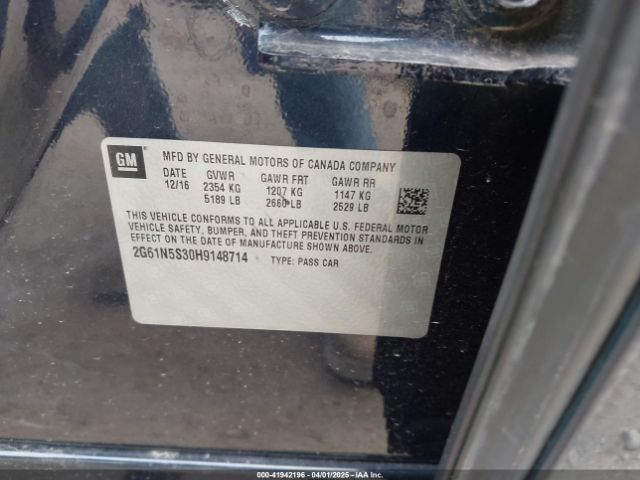 GM
MFD BY GENERAL MOTORS OF CANADA COMPANY
DATE GVWR GAWR FRT GAWR RR
12/16 2354 KG 1207 KG 1147 KG
5189 LB 2660 LB 2529 LB
THIS VEHICLE CONFORMS TO ALL APPLICABLE U.S. FEDERAL MOTOR
VEHICLE SAFETY, BUMPER, AND THEFT PREVENTION STANDARDS IN
EFFECT ON THE DATE OF MANUFACTURE SHOWN ABOVE.
2G61N5S30H9148714 TYPE: PASS CAR
000-41942196 - 04/01/2025 - IAAI.COM